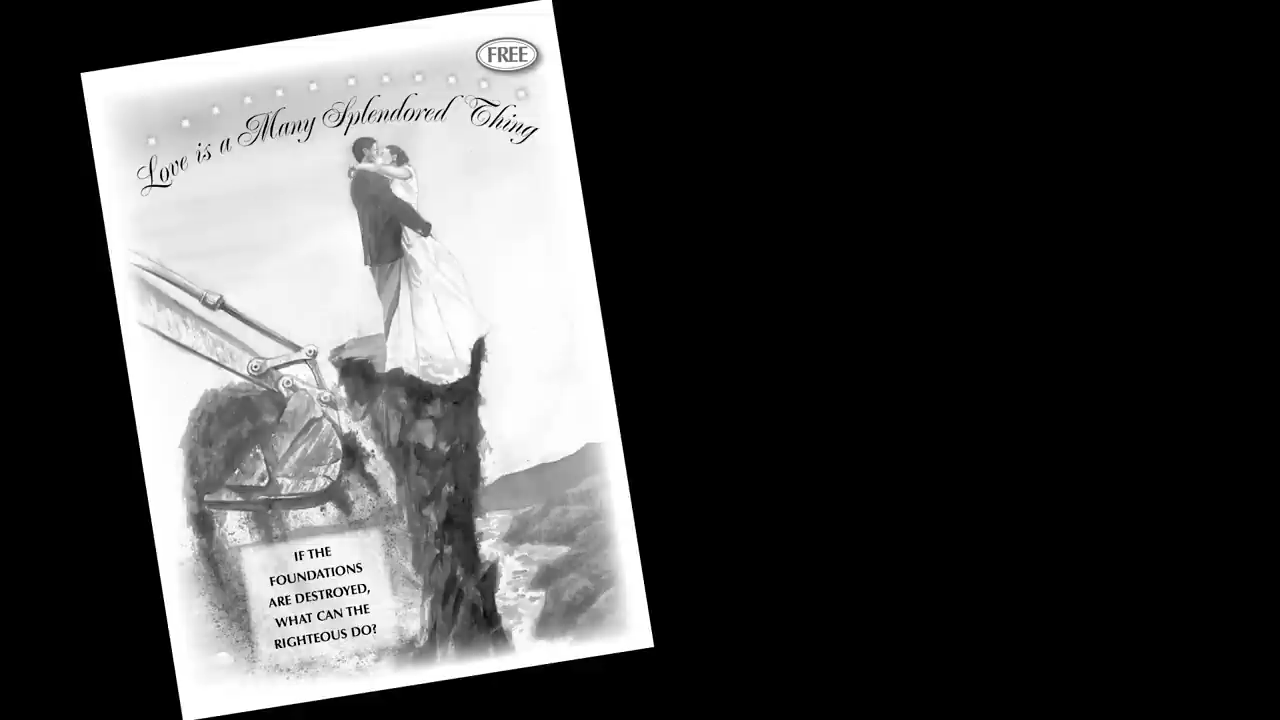 FREE
Love is a Many Splendored Thing
IF THE
FOUNDATIONS
ARE DESTROYED,
WHAT CAN THE
RIGHTEOUS DO?